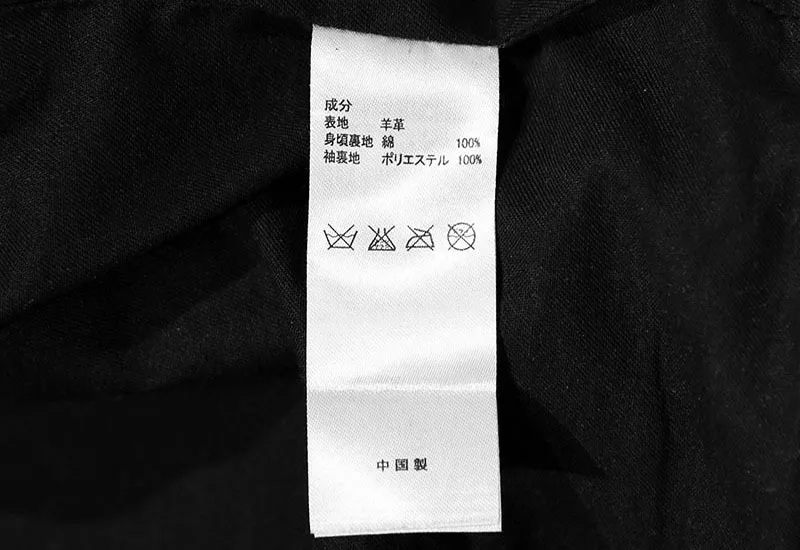 成分
表地 羊革
身頃裏地 綿 100%
袖裏地 ポリエステル 100%
中国製